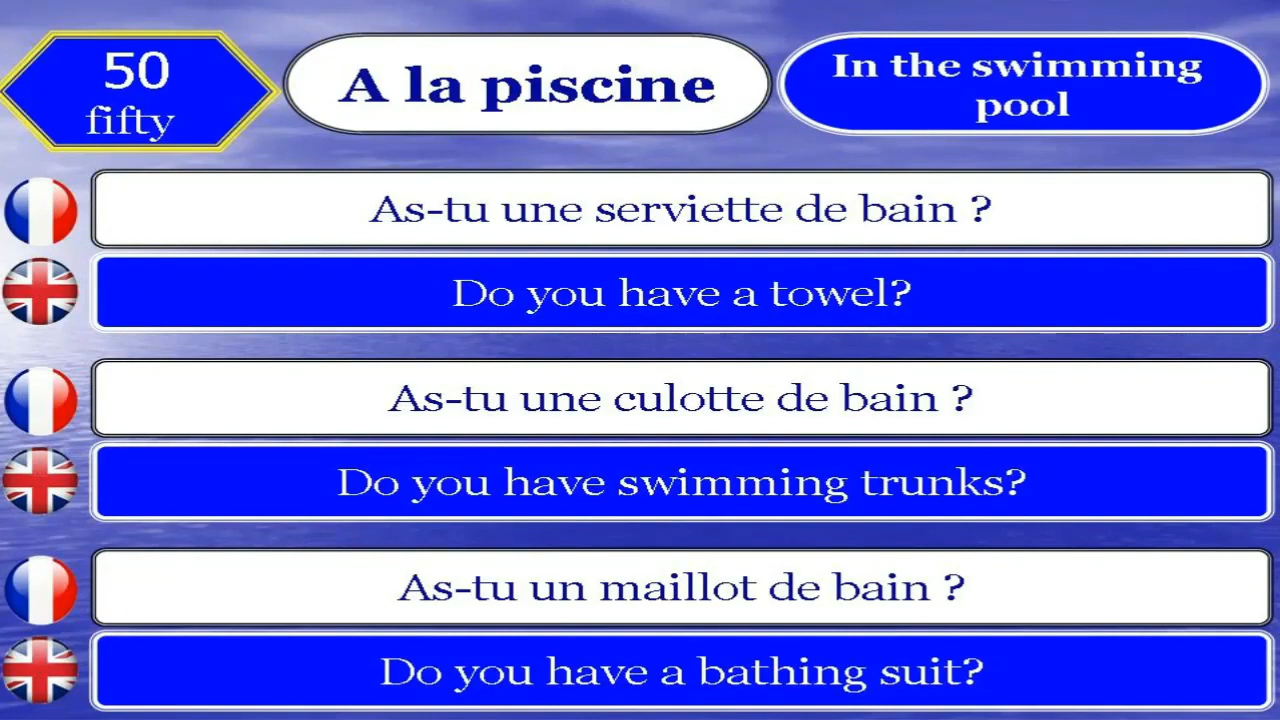 50
fifty
A la piscine
In the swimming
pool
As-tu une serviette de bain ?
Do you have a towel?
As-tu une culotte de bain ?
Do you have swimming trunks?
As-tu un maillot de bain ?
Do you have a bathing suit?